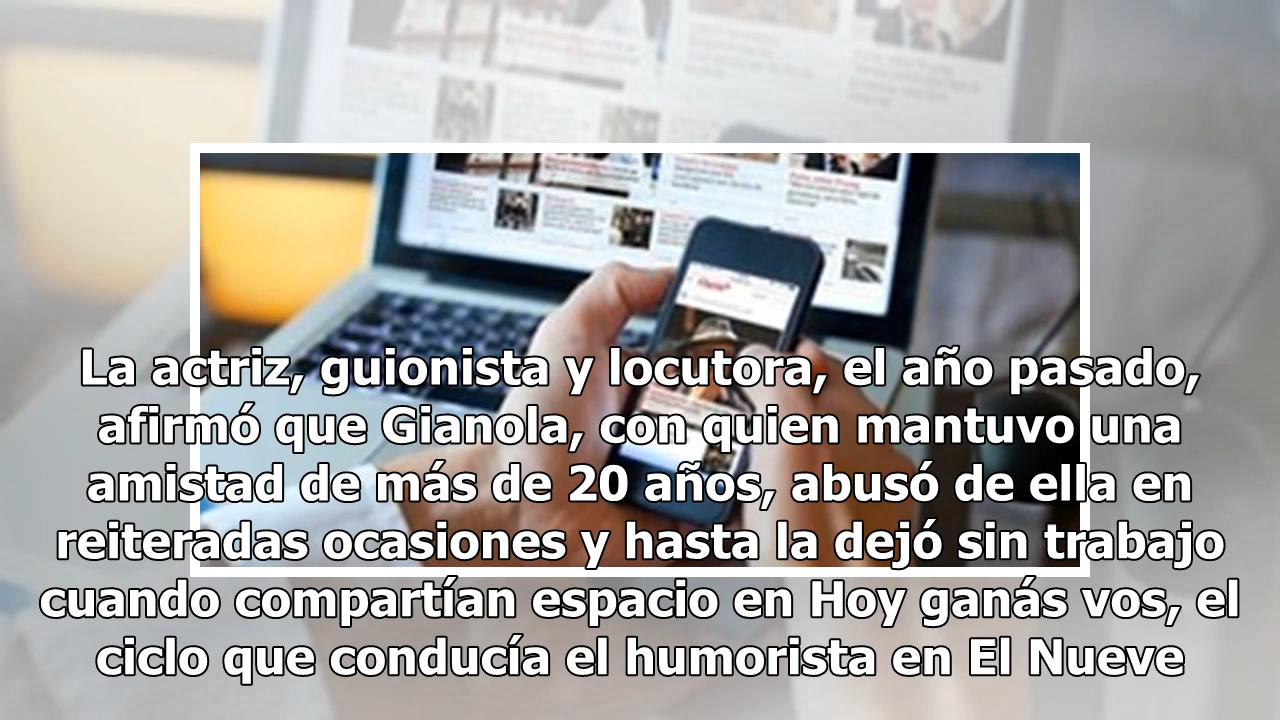 La actriz, guionista y locutora, el año pasado,
afirmó que Gianola, con quien mantuvo una
amistad de más de 20 años, abusó de ella en
reiteradas ocasiones y hasta la dejó sin trabajo
cuando compartían espacio en Hoy ganás vos, el
ciclo que conducía el humorista en El Nueve